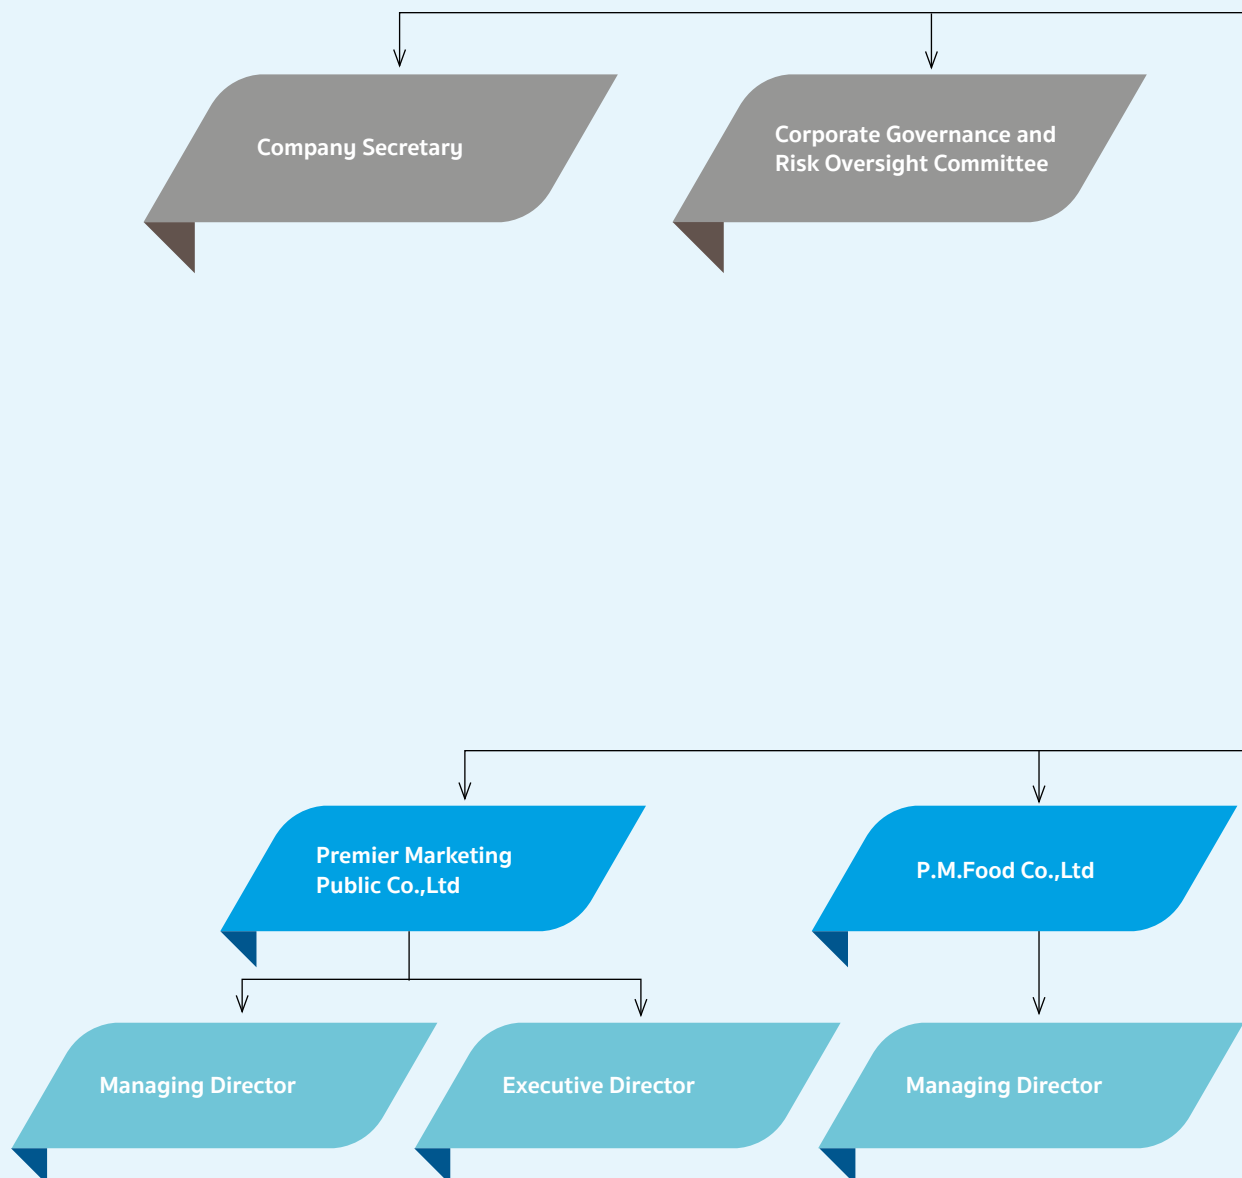 Company Secretary
Corporate Governance and
Risk Oversight Committee
Premier Marketing
Public Co.,Ltd
P.M.Food Co.,Ltd
Managing Director
Executive Director
Managing Director